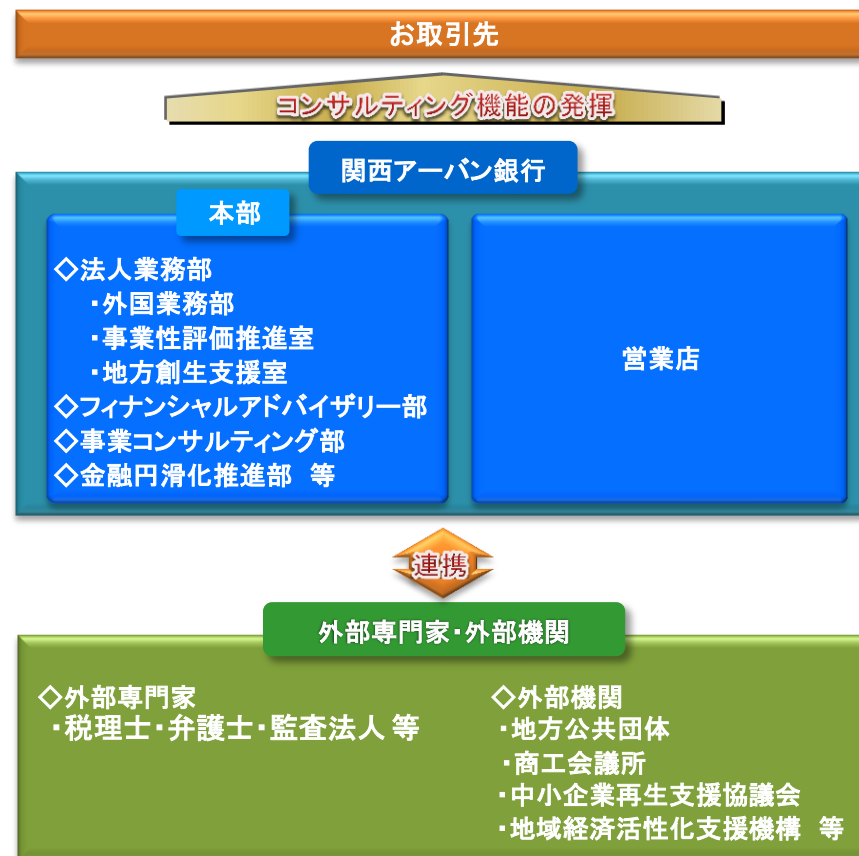 お取引先
コンサルティング機能の発揮
関西アーバン銀行
本部
◇法人業務部
・外国業務部
・事業性評価推進室
・地方創生支援室
◇フィナンシャルアドバイザリー部
◇事業コンサルティング部
◇金融円滑化推進部　等
営業店
連携
外部専門家・外部機関
◇外部専門家
・税理士・弁護士・監査法人 等
◇外部機関
・地方公共団体
・商工会議所
・中小企業再生支援協議会
・地域経済活性化支援機構　等